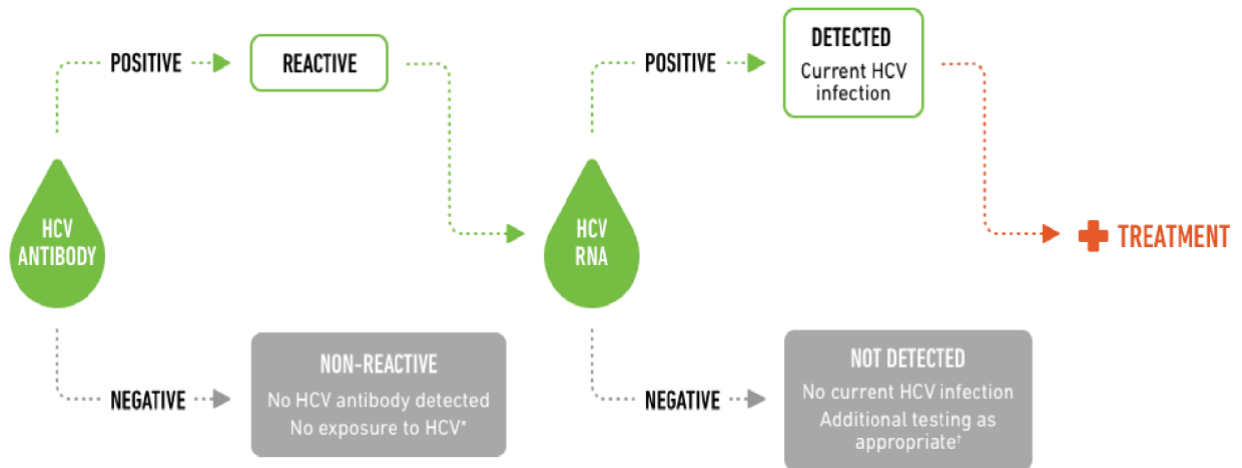 POSITIVE
REACTIVE
HCV
ANTIBODY
NEGATIVE
NON-REACTIVE
No HCV antibody detected
No exposure to HCV*
POSITIVE
DETECTED
Current HCV
infection
HCV
RNA
TREATMENT
NEGATIVE
NOT DETECTED
No current HCV infection
Additional testing as
appropriate†